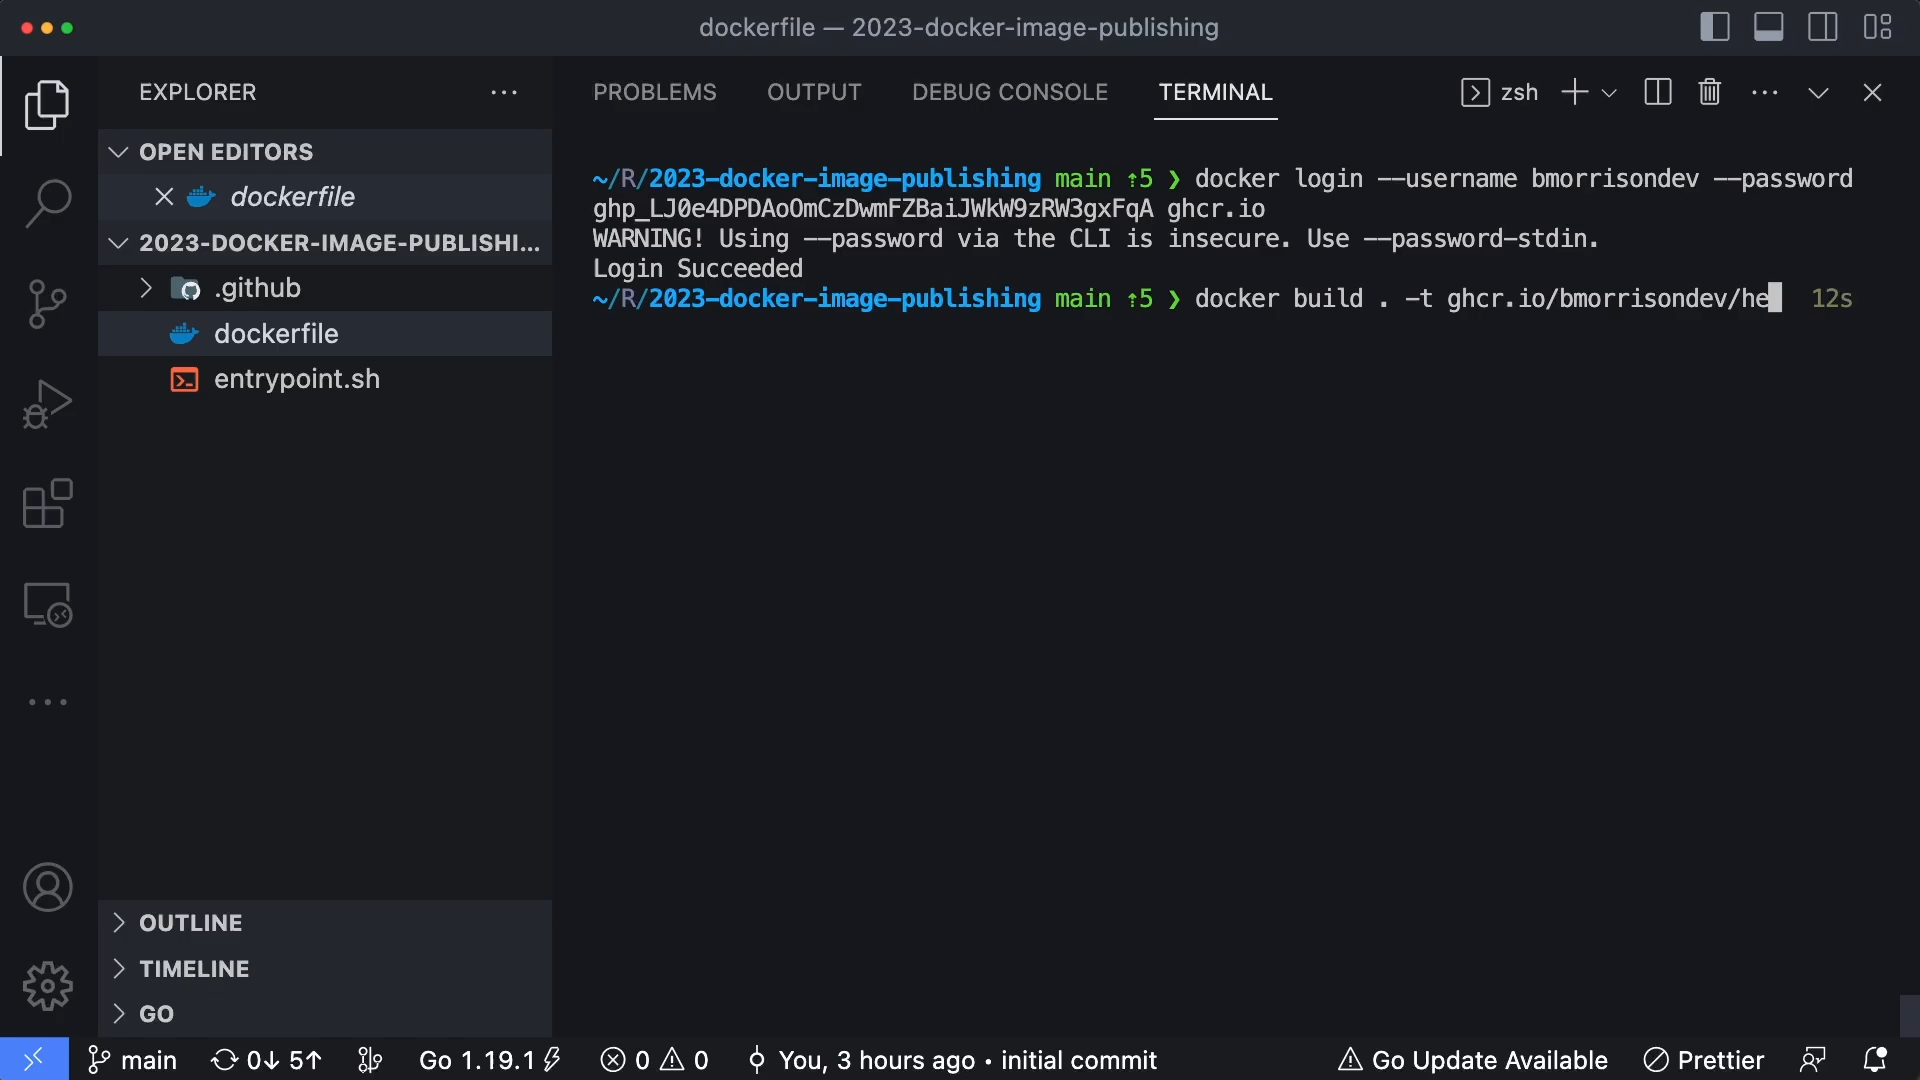 dockerfile — 2023-docker-image-publishing
EXPLORER
OPEN EDITORS
dockerfile
2023-DOCKER-IMAGE-PUBLISHI...
.github
dockerfile
entrypoint.sh
OUTLINE
TIMELINE
GO
PROBLEMS OUTPUT DEBUG CONSOLE TERMINAL zsh
~/R/2023-docker-image-publishing main ⇡5 ❯ docker login --username bmorrisondev --password
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 ghcr.io
WARNING! Using --password via the CLI is insecure. Use --password-stdin.
Login Succeeded
~/R/2023-docker-image-publishing main ⇡5 ❯ docker build . -t ghcr.io/bmorrisondev/he 12s
main 0↓ 5↑ Go 1.19.1 0 0 You, 3 hours ago • initial commit Go Update Available Prettier